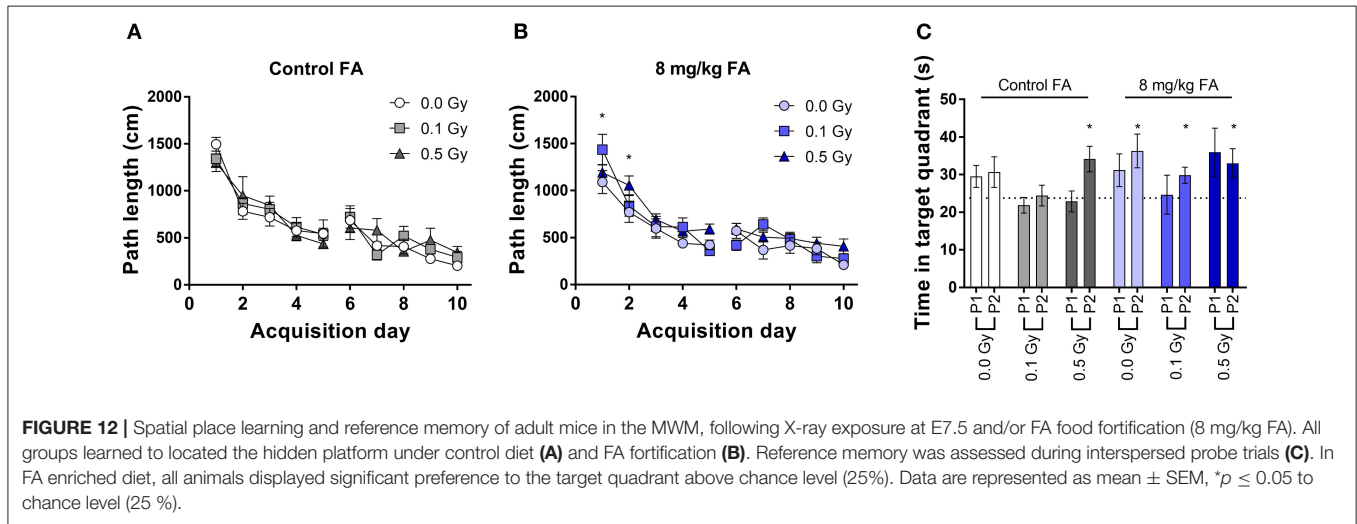 A
Control FA
Path length (cm)
2000
1500
1000
500
0
0 2 4 6 8 10
Acquisition day
0.0 Gy
0.1 Gy
0.5 Gy
B
8 mg/kg FA
Path length (cm)
2000
1500
1000
500
0
0 2 4 6 8 10
Acquisition day
0.0 Gy
0.1 Gy
0.5 Gy
*
*
C
Time in target quadrant (s)
Control FA 8 mg/kg FA
50
40
30
20
10
0
* * * *
P1 P2 P1 P2 P1 P2 P1 P2 P1 P2 P1 P2
0.0 Gy 0.1 Gy 0.5 Gy 0.0 Gy 0.1 Gy 0.5 Gy
FIGURE 12 | Spatial place learning and reference memory of adult mice in the MWM, following X-ray exposure at E7.5 and/or FA food fortification (8 mg/kg FA). All
groups learned to located the hidden platform under control diet (A) and FA fortification (B). Reference memory was assessed during interspersed probe trials (C). In
FA enriched diet, all animals displayed significant preference to the target quadrant above chance level (25%). Data are represented as mean ± SEM, *p ≤ 0.05 to
chance level (25 %).